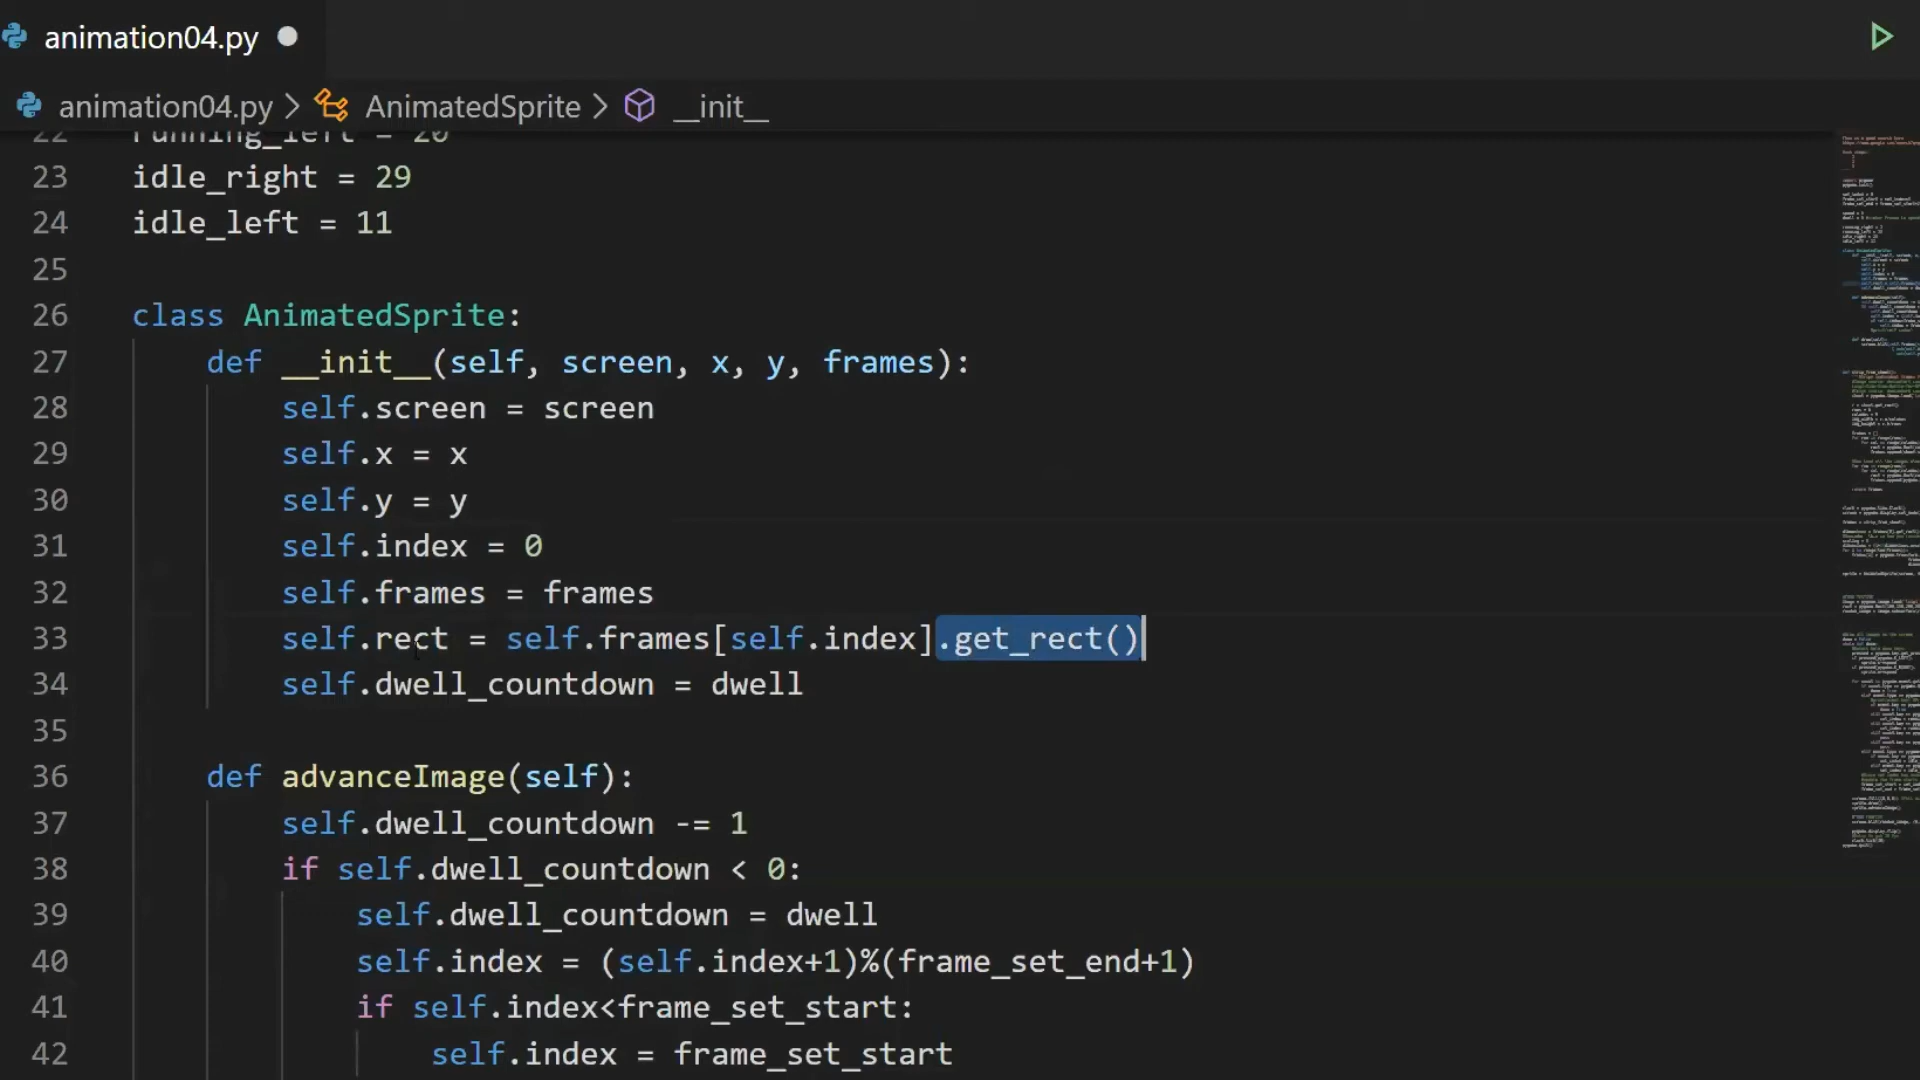 animation04.py
animation04.py > AnimatedSprite > __init__
22 running_left = 20
23 idle_right = 29
24 idle_left = 11
25
26 class AnimatedSprite:
27 def __init__(self, screen, x, y, frames):
28 self.screen = screen
29 self.x = x
30 self.y = y
31 self.index = 0
32 self.frames = frames
33 self.rect = self.frames[self.index].get_rect()
34 self.dwell_countdown = dwell
35
36 def advanceImage(self):
37 self.dwell_countdown -= 1
38 if self.dwell_countdown < 0:
39 self.dwell_countdown = dwell
40 self.index = (self.index+1)%(frame_set_end+1)
41 if self.index<frame_set_start:
42 self.index = frame_set_start